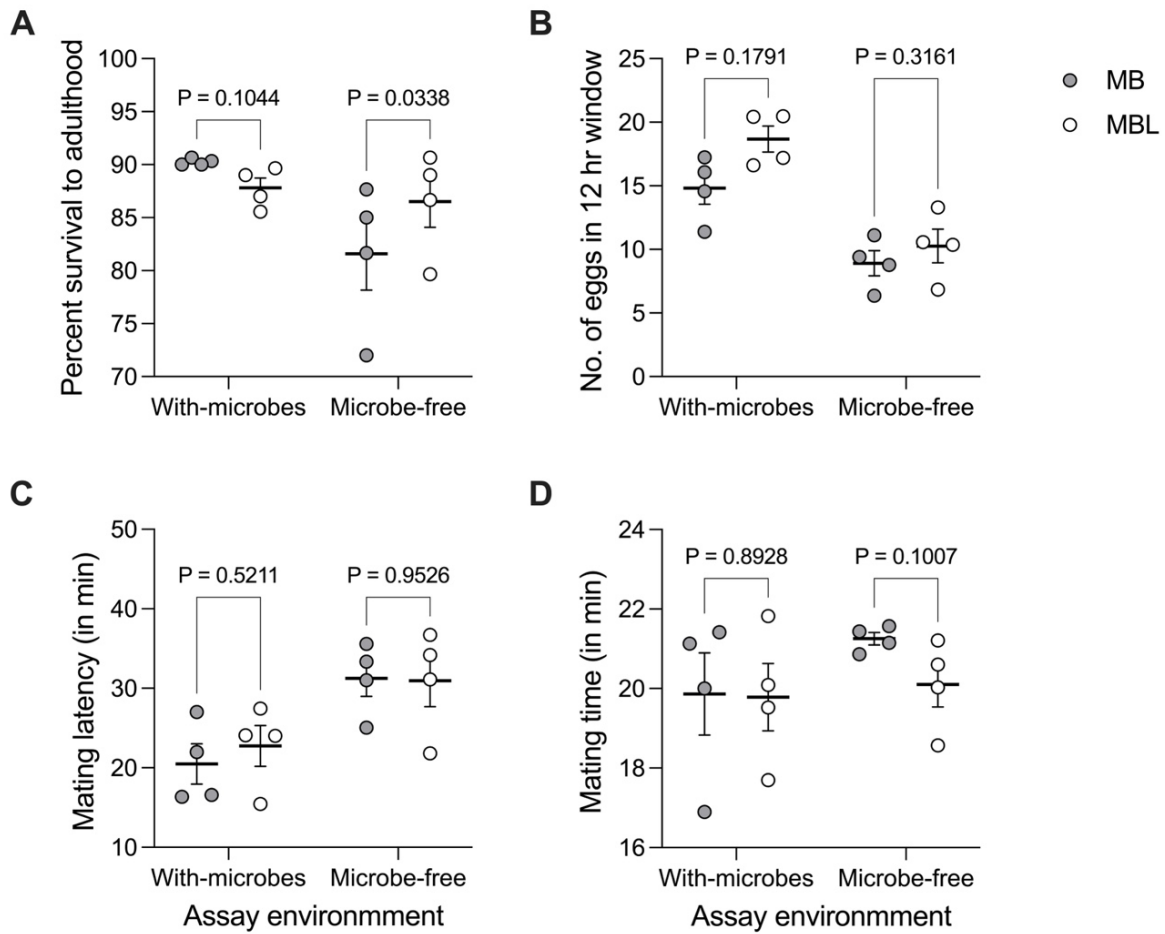 A
Percent survival to adulthood
100
95
90
85
80
75
70
P = 0.1044
P = 0.0338
With-microbes
Microbe-free
B
No. of eggs in 12 hr window
25
20
15
10
5
0
P = 0.1791
P = 0.3161
With-microbes
Microbe-free
MB
MBL
C
Mating latency (in min)
50
40
30
20
10
P = 0.5211
P = 0.9526
With-microbes
Microbe-free
Assay environmment
D
Mating time (in min)
24
22
20
18
16
P = 0.8928
P = 0.1007
With-microbes
Microbe-free
Assay environmment